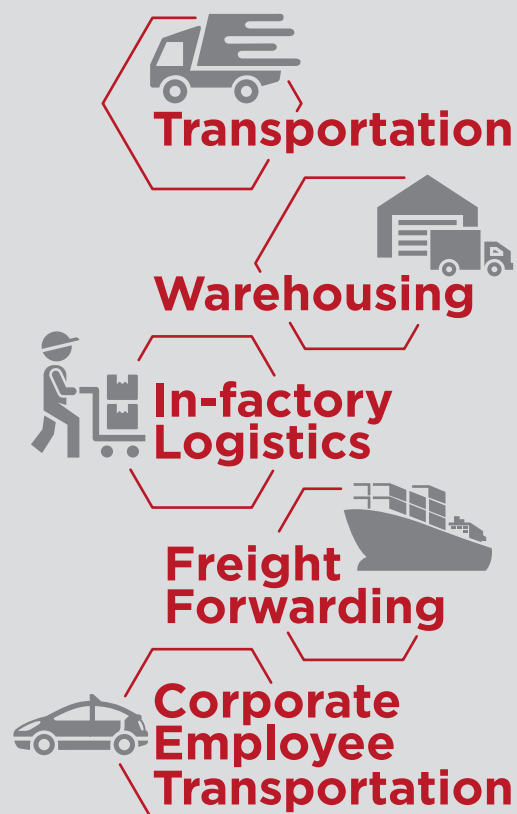 Transportation
Warehousing
In-factory
Logistics
Freight
Forwarding
Corporate
Employee
Transportation